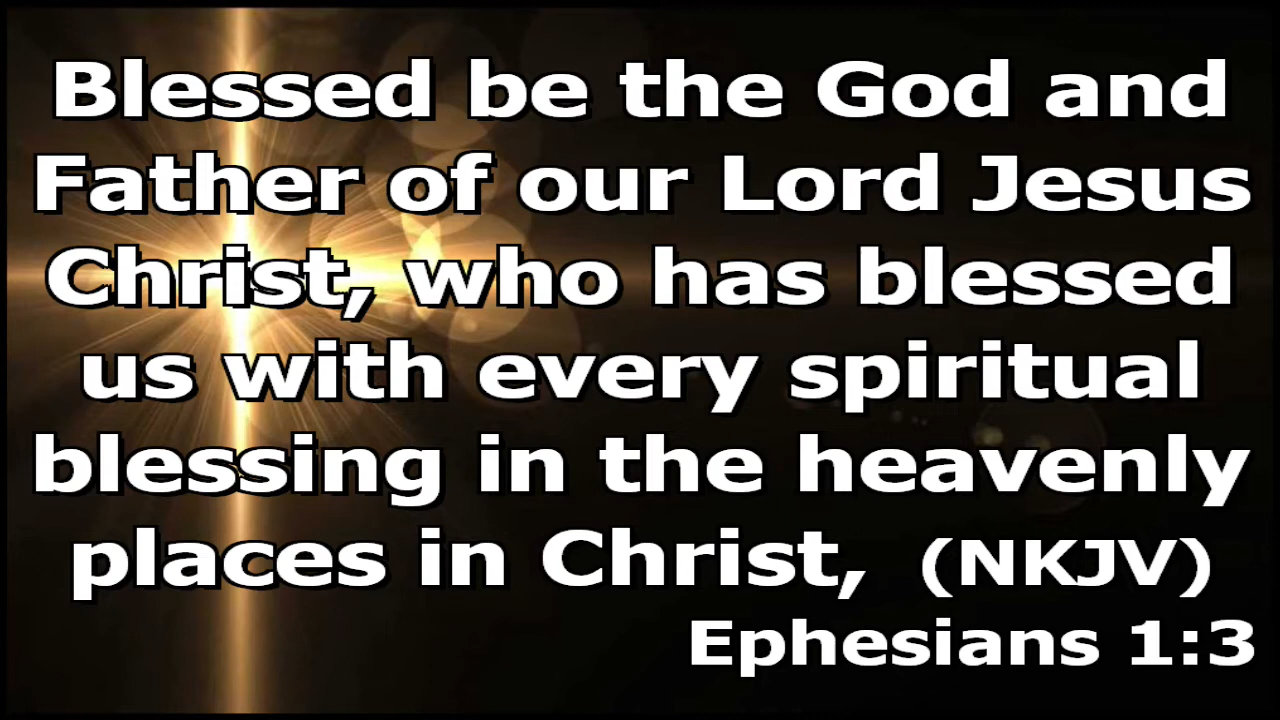 Blessed be the God and
Father of our Lord Jesus
Christ, who has blessed
us with every spiritual
blessing in the heavenly
places in Christ, (NKJV)
Ephesians 1:3